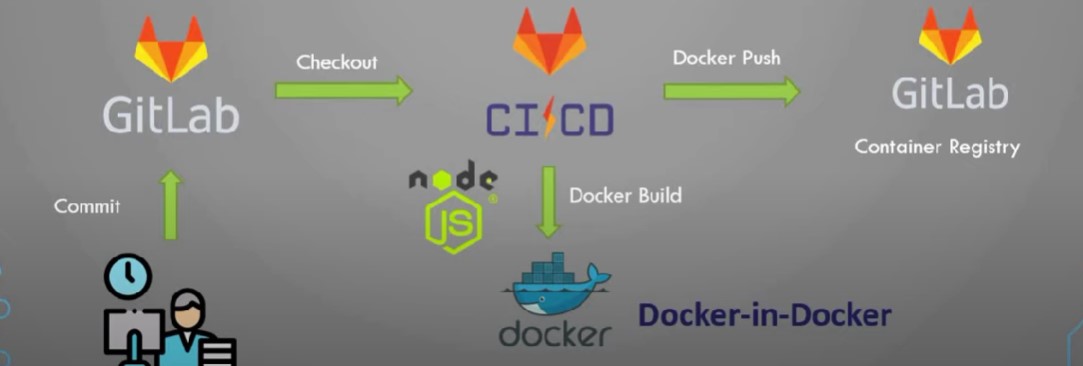 GitLab
Checkout
CI CD
Docker Push
GitLab
Container Registry
Commit
node
JS
®
Docker Build
docker
Docker-in-Docker